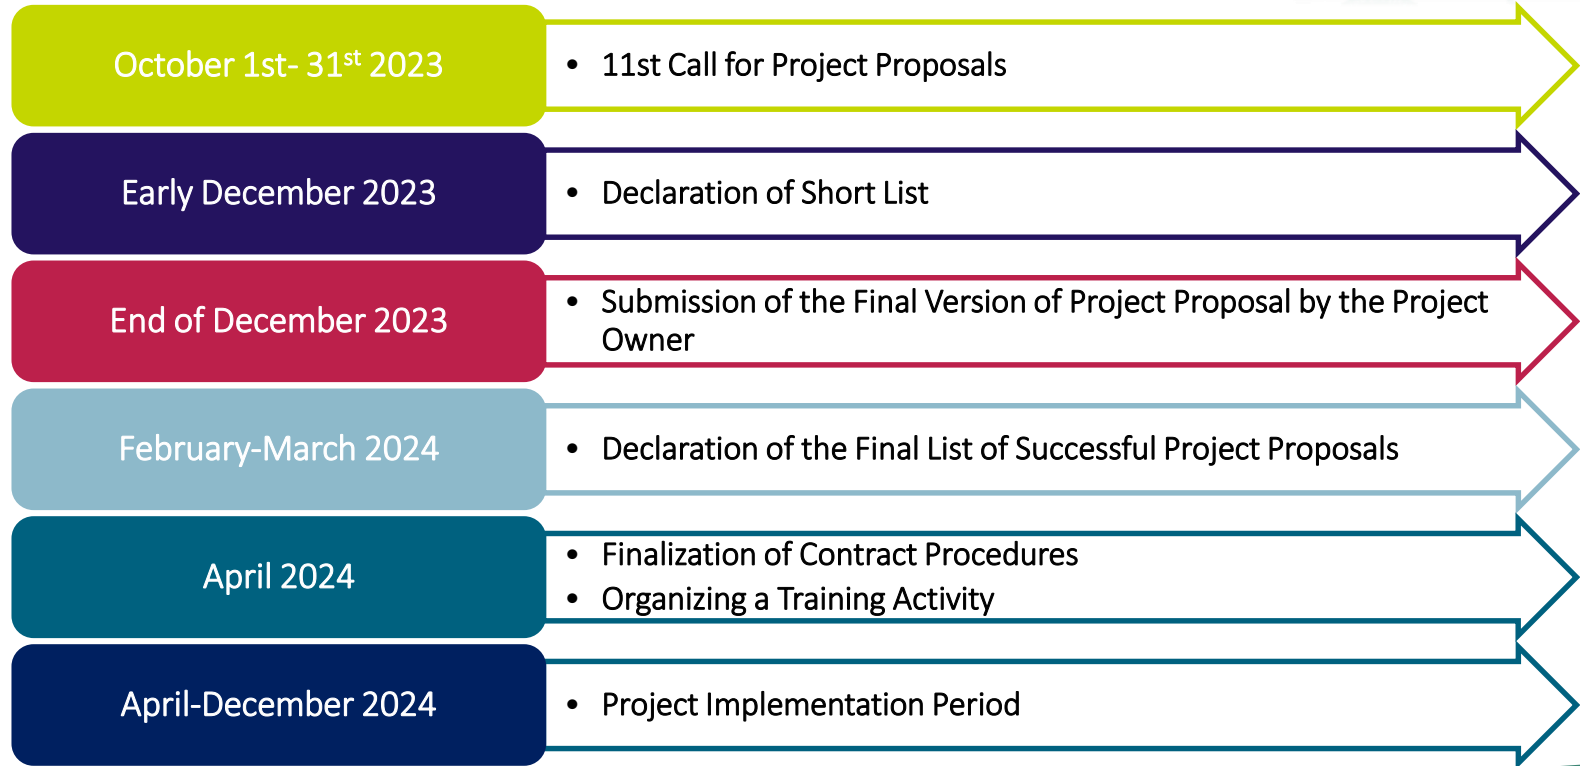 October 1st- 31st 2023
• 11st Call for Project Proposals
Early December 2023
• Declaration of Short List
End of December 2023
• Submission of the Final Version of Project Proposal by the Project
Owner
February-March 2024
• Declaration of the Final List of Successful Project Proposals
April 2024
• Finalization of Contract Procedures
• Organizing a Training Activity
April-December 2024
• Project Implementation Period